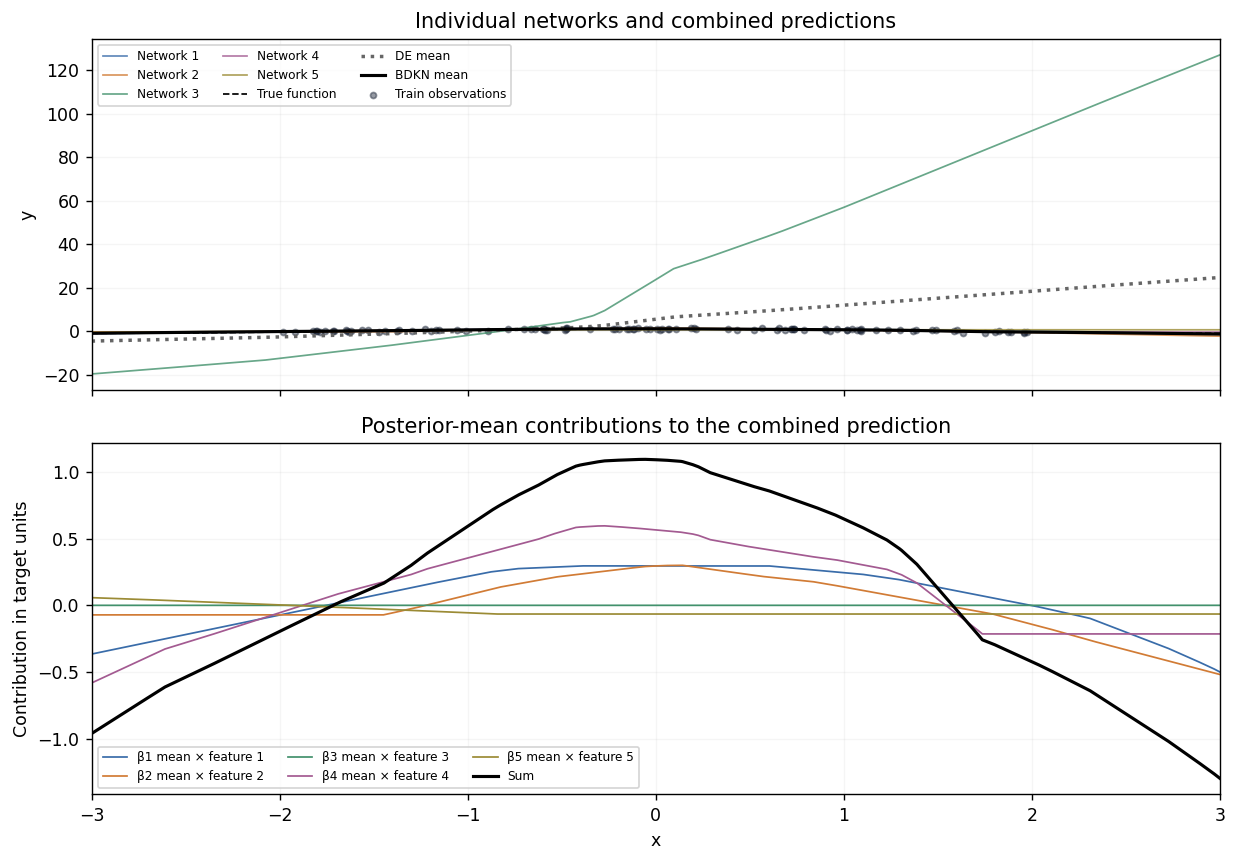 Individual networks and combined predictions
Network 1
Network 2
Network 3
Network 4
Network 5
True function
DE mean
BDKN mean
Train observations
120
100
80
60
40
20
0
−20
y
Posterior-mean contributions to the combined prediction
1.0
0.5
0.0
−0.5
−1.0
Contribution in target units
β1 mean × feature 1
β2 mean × feature 2
β3 mean × feature 3
β4 mean × feature 4
β5 mean × feature 5
Sum
−3 −2 −1 0 1 2 3
x